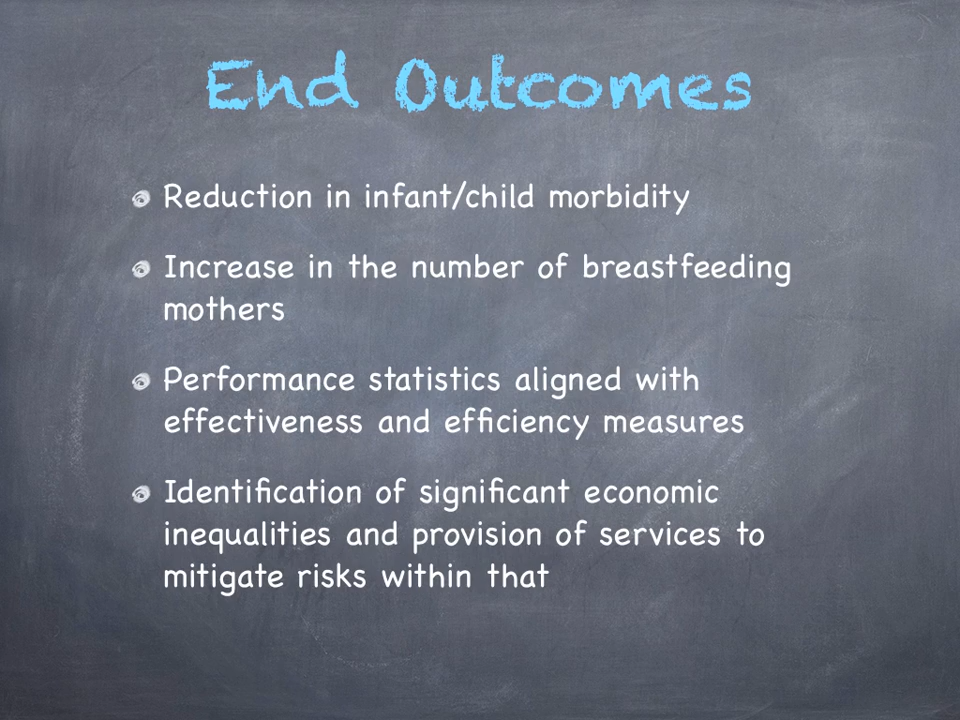 End Outcomes
Reduction in infant/child morbidity
Increase in the number of breastfeeding
mothers
Performance statistics aligned with
effectiveness and efficiency measures
Identification of significant economic
inequalities and provision of services to
mitigate risks within that